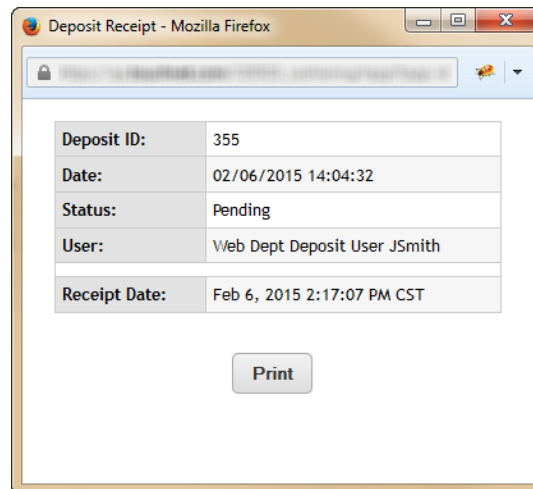 Deposit Receipt - Mozilla Firefox
Deposit ID: 355
Date: 02/06/2015 14:04:32
Status: Pending
User: Web Dept Deposit User JSmith
Receipt Date: Feb 6, 2015 2:17:07 PM CST
Print